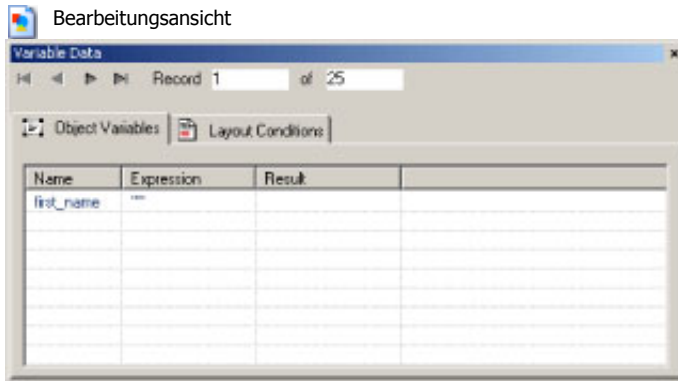 Bearbeitungsansicht
Variable Data
Record 1 of 25
Object Variables Layout Conditions
Name Expression Result
first_name ""